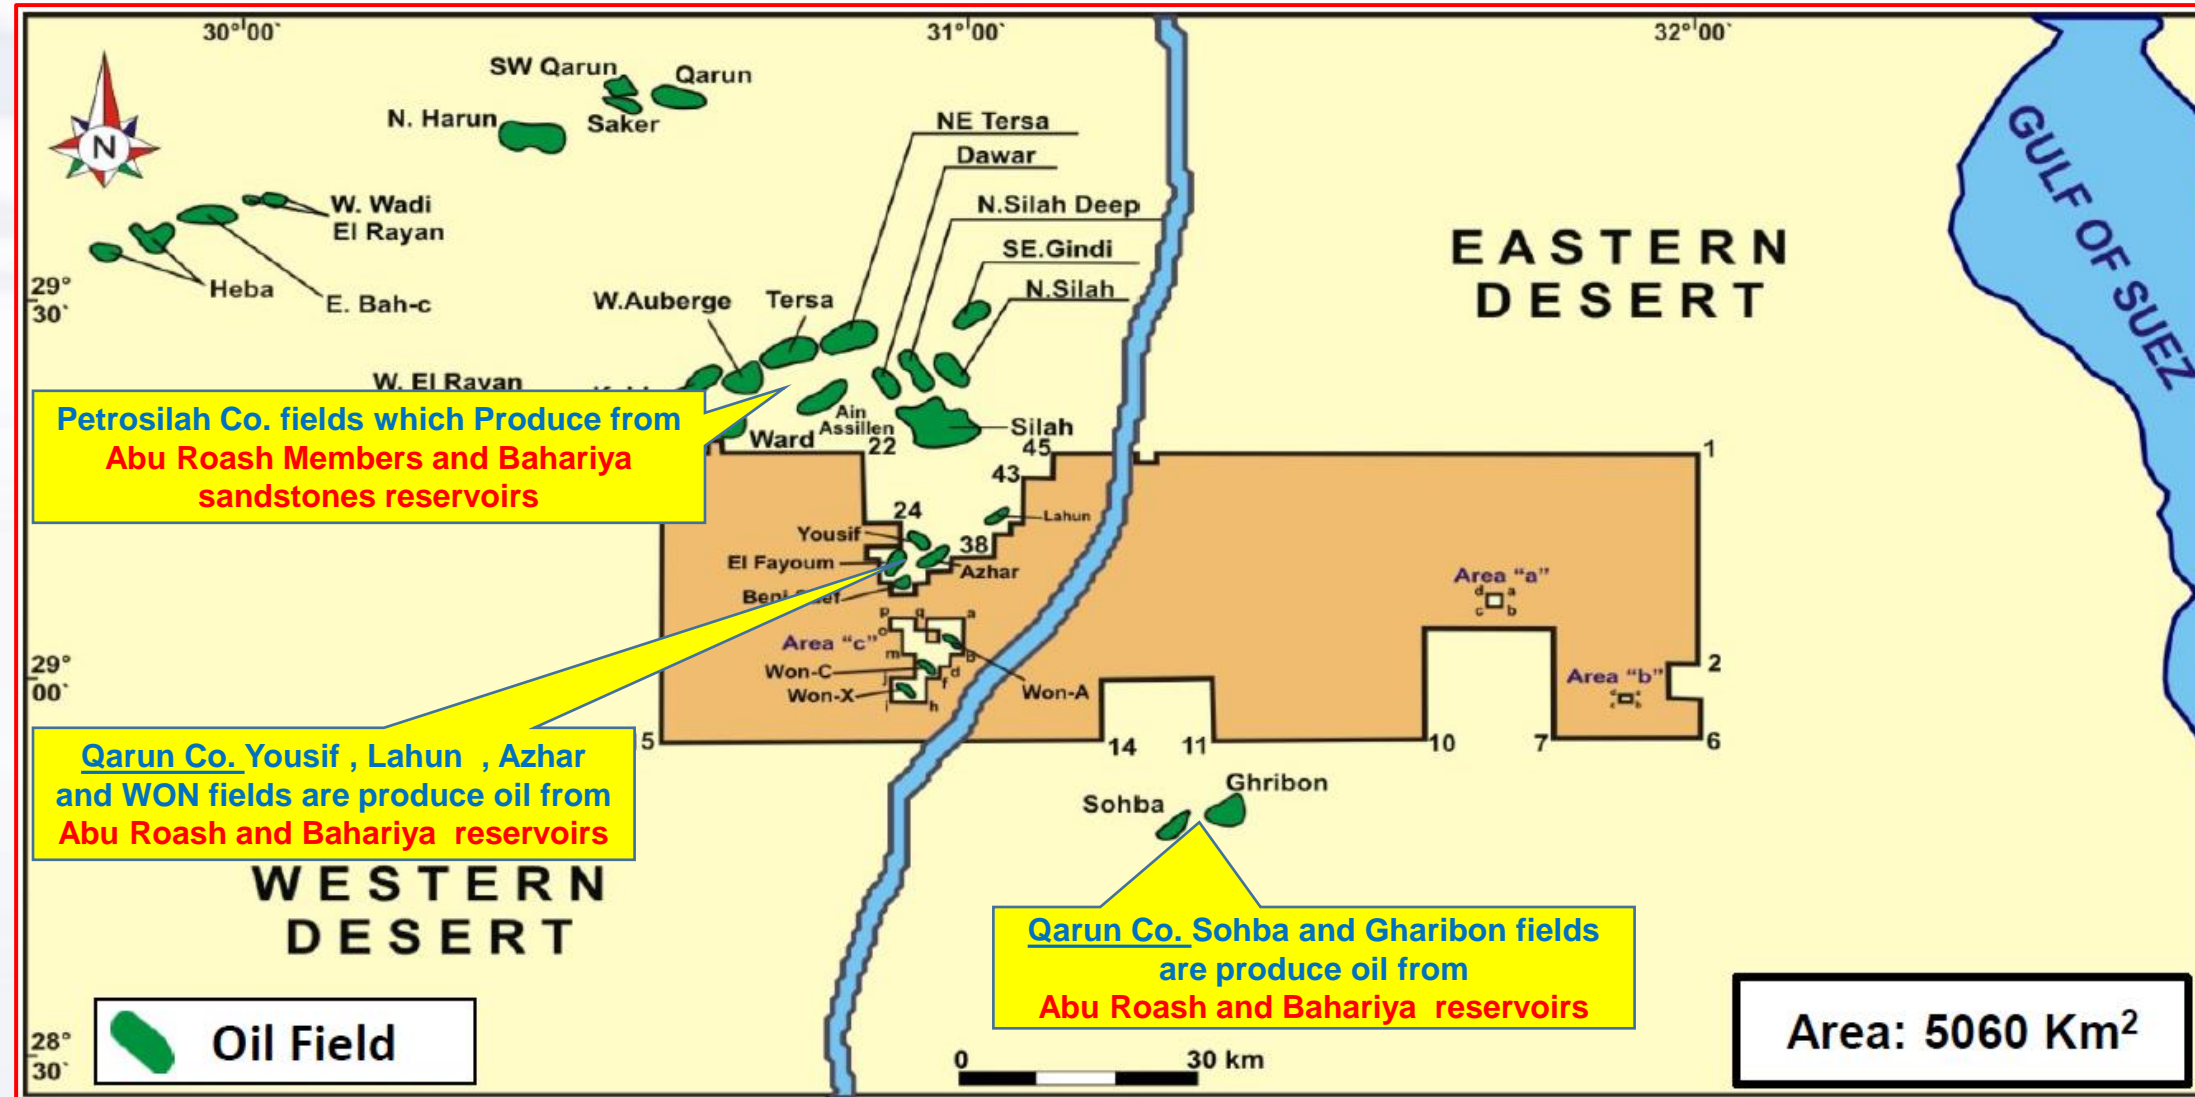 30°00`
31°00`
32°00`
SW Qarun
Qarun
N. Harun
Saker
NE Tersa
Dawar
N
W. Wadi
El Rayan
N.Silah Deep
SE.Gindi
N.Silah
GULF OF SUEZ
EASTERN
DESERT
Heba
E. Bah-c
29°
30`
W.Auberge
Tersa
W. El Rayan
Petrosilah Co. fields which Produce from
Abu Roash Members and Bahariya
sandstones reservoirs
Ain
Assillen
Silah
Ward
22
45
1
43
24
Lahun
Yousif
38
El Fayoum
Azhar
Beni
Area "a"
d a
c b
p q a
o
Area "c"
m
B
29°
00`
Won-C
d
j
f
Won-X
i
h
Won-A
2
Area "b"
5
14
11
10
7
6
Qarun Co. Yousif , Lahun , Azhar
and WON fields are produce oil from
Abu Roash and Bahariya reservoirs
Ghribon
Sohba
WESTERN
DESERT
Qarun Co. Sohba and Gharibon fields
are produce oil from
Abu Roash and Bahariya reservoirs
28°
30`
Oil Field
0
30 km
Area: 5060 Km²